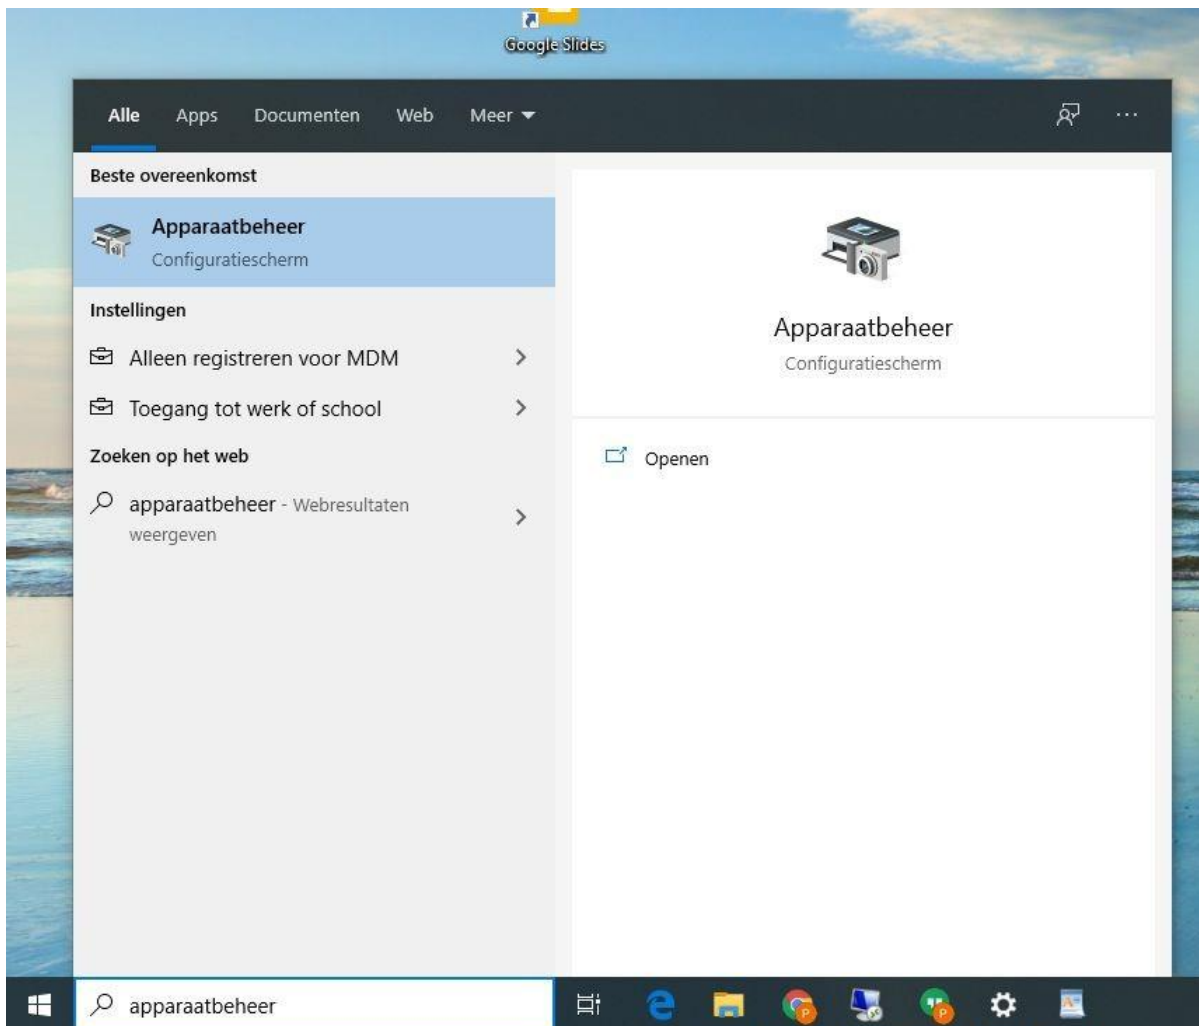 Google Slides
Alle Apps Documenten Web Meer
Beste overeenkomst
Apparaatbeheer
Configuratiescherm
Instellingen
Alleen registreren voor MDM
Toegang tot werk of school
Zoeken op het web
apparaatbeheer - Webresultaten
weergeven
Apparaatbeheer
Configuratiescherm
Openen
apparaatbeheer